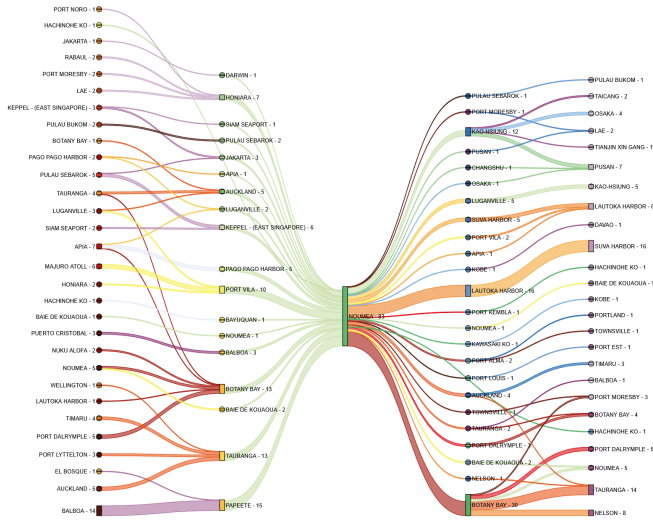 PORT NORO - 1
HACHINOHE KO - 1
JAKARTA - 1
RABAUL - 2
PORT MORESBY - 2
LAE - 2
KEPPEL - (EAST SINGAPORE) - 3
PULAU BUKOM - 2
BOTANY BAY - 1
PAGO PAGO HARBOR - 2
PULAU SEBAROK - 5
TAURANGA - 4
LUGANVILLE - 3
SIAM SEAPORT - 2
APIA - 7
MAJURO ATOLL - 6
HONIARA - 2
HACHINOHE KO - 1
BAIE DE KOUAOUA - 1
PUERTO CRISTOBAL - 3
NUKU ALOFA - 2
NOUMEA - 5
WELLINGTON - 1
LAUTOKA HARBOR - 1
TIMARU - 4
PORT DALRYMPLE - 5
PORT LYTTELTON - 3
EL BOSQUE - 1
AUCKLAND - 5
BALBOA - 14
DARWIN - 1
HONIARA - 7
SIAM SEAPORT - 1
PULAU SEBAROK - 2
JAKARTA - 3
APIA - 1
AUCKLAND - 5
LUGANVILLE - 2
KEPPEL - (EAST SINGAPORE) - 6
PAGO PAGO HARBOR - 5
PORT VILA - 10
BAYUQUAN - 1
NOUMEA - 1
BALBOA - 3
BOTANY BAY - 13
BAIE DE KOUAOUA - 2
TAURANGA - 13
PAPEETE - 15
NOUMEA -
PULAU SEBAROK - 1
PORT MORESBY - 1
KAO-HSIUNG - 12
PUSAN - 1
CHANGSHU - 1
OSAKA - 1
LUGANVILLE - 5
SUVA HARBOR - 5
PORT VILA - 2
APIA - 1
KOBE - 1
LAUTOKA HARBOR - 16
PORT KEMBLA - 1
NOUMEA - 1
KAWASAKI KO - 1
PORT ALMA - 2
PORT LOUIS - 1
AUCKLAND - 4
TOWNSVILLE - 1
TAURANGA - 2
PORT DALRYMPLE - 1
BAIE DE KOUAOUA - 2
NELSON - 1
BOTANY BAY - 30
PULAU BUKOM - 1
TAICANG - 2
OSAKA - 4
LAE - 2
TIANJIN XIN GANG - 1
PUSAN - 7
KAO-HSIUNG - 5
LAUTOKA HARBOR -
DAVAO - 1
SUVA HARBOR - 16
HACHINOHE KO - 1
BAIE DE KOUAOUA -
KOBE - 1
PORTLAND - 1
TOWNSVILLE - 1
PORT EST - 1
TIMARU - 3
BALBOA - 1
PORT MORESBY - 3
BOTANY BAY - 4
HACHINOHE KO - 1
PORT DALRYMPLE -
NOUMEA - 5
TAURANGA - 14
NELSON - 8